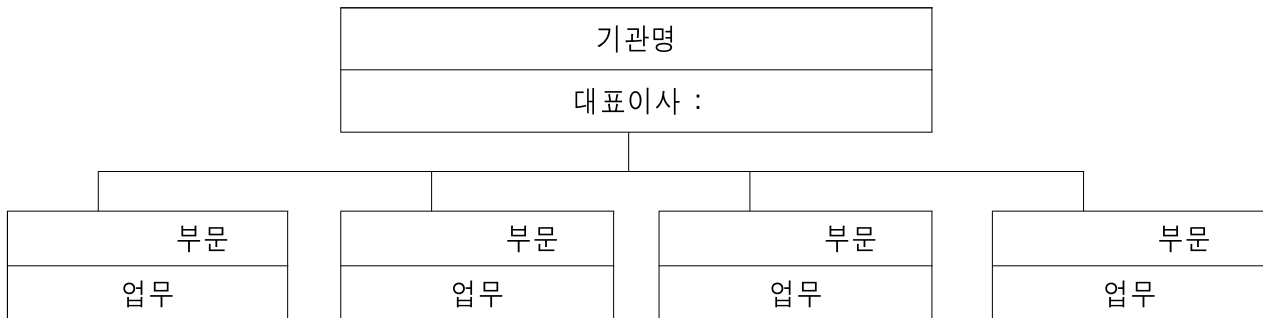 기관명
대표이사 :
부문 부문 부문 부문
업무 업무 업무 업무